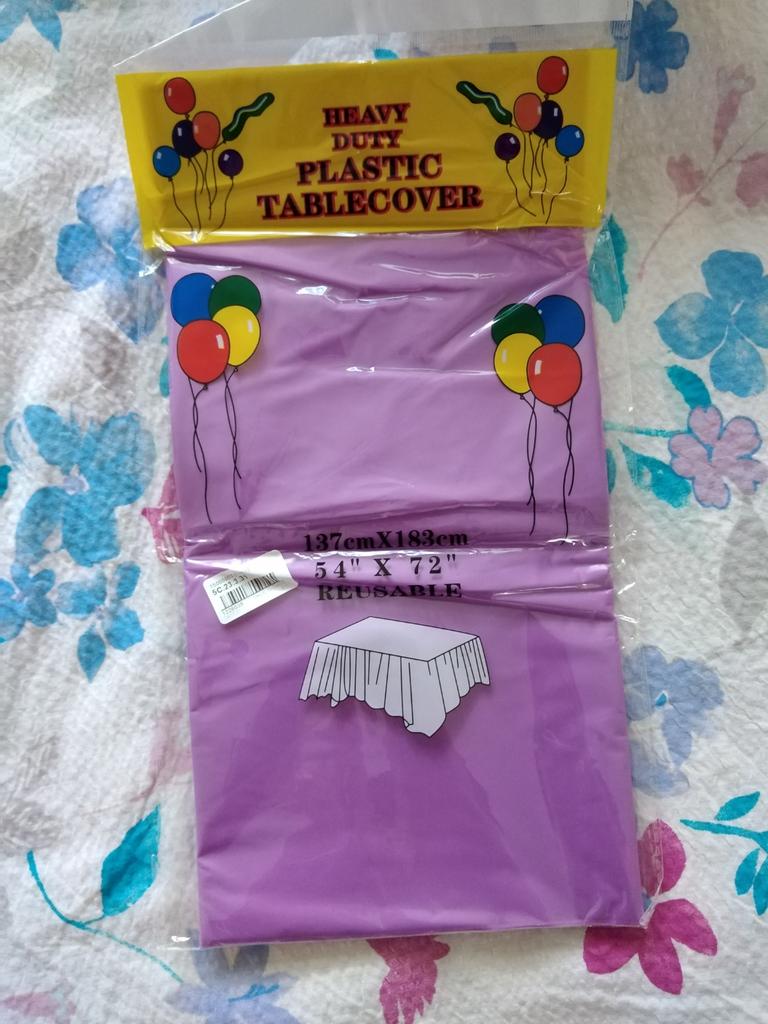 HEAVY
DUTY
PLASTIC
TABLECOVER
137cmX183cm
54" X 72"
REUSABLE